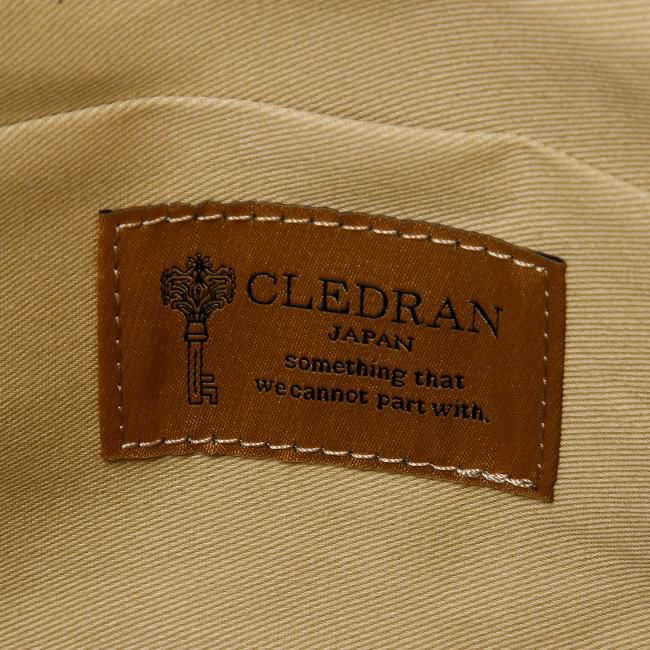 CLEDRAN
JAPAN
something that
we cannot part with.